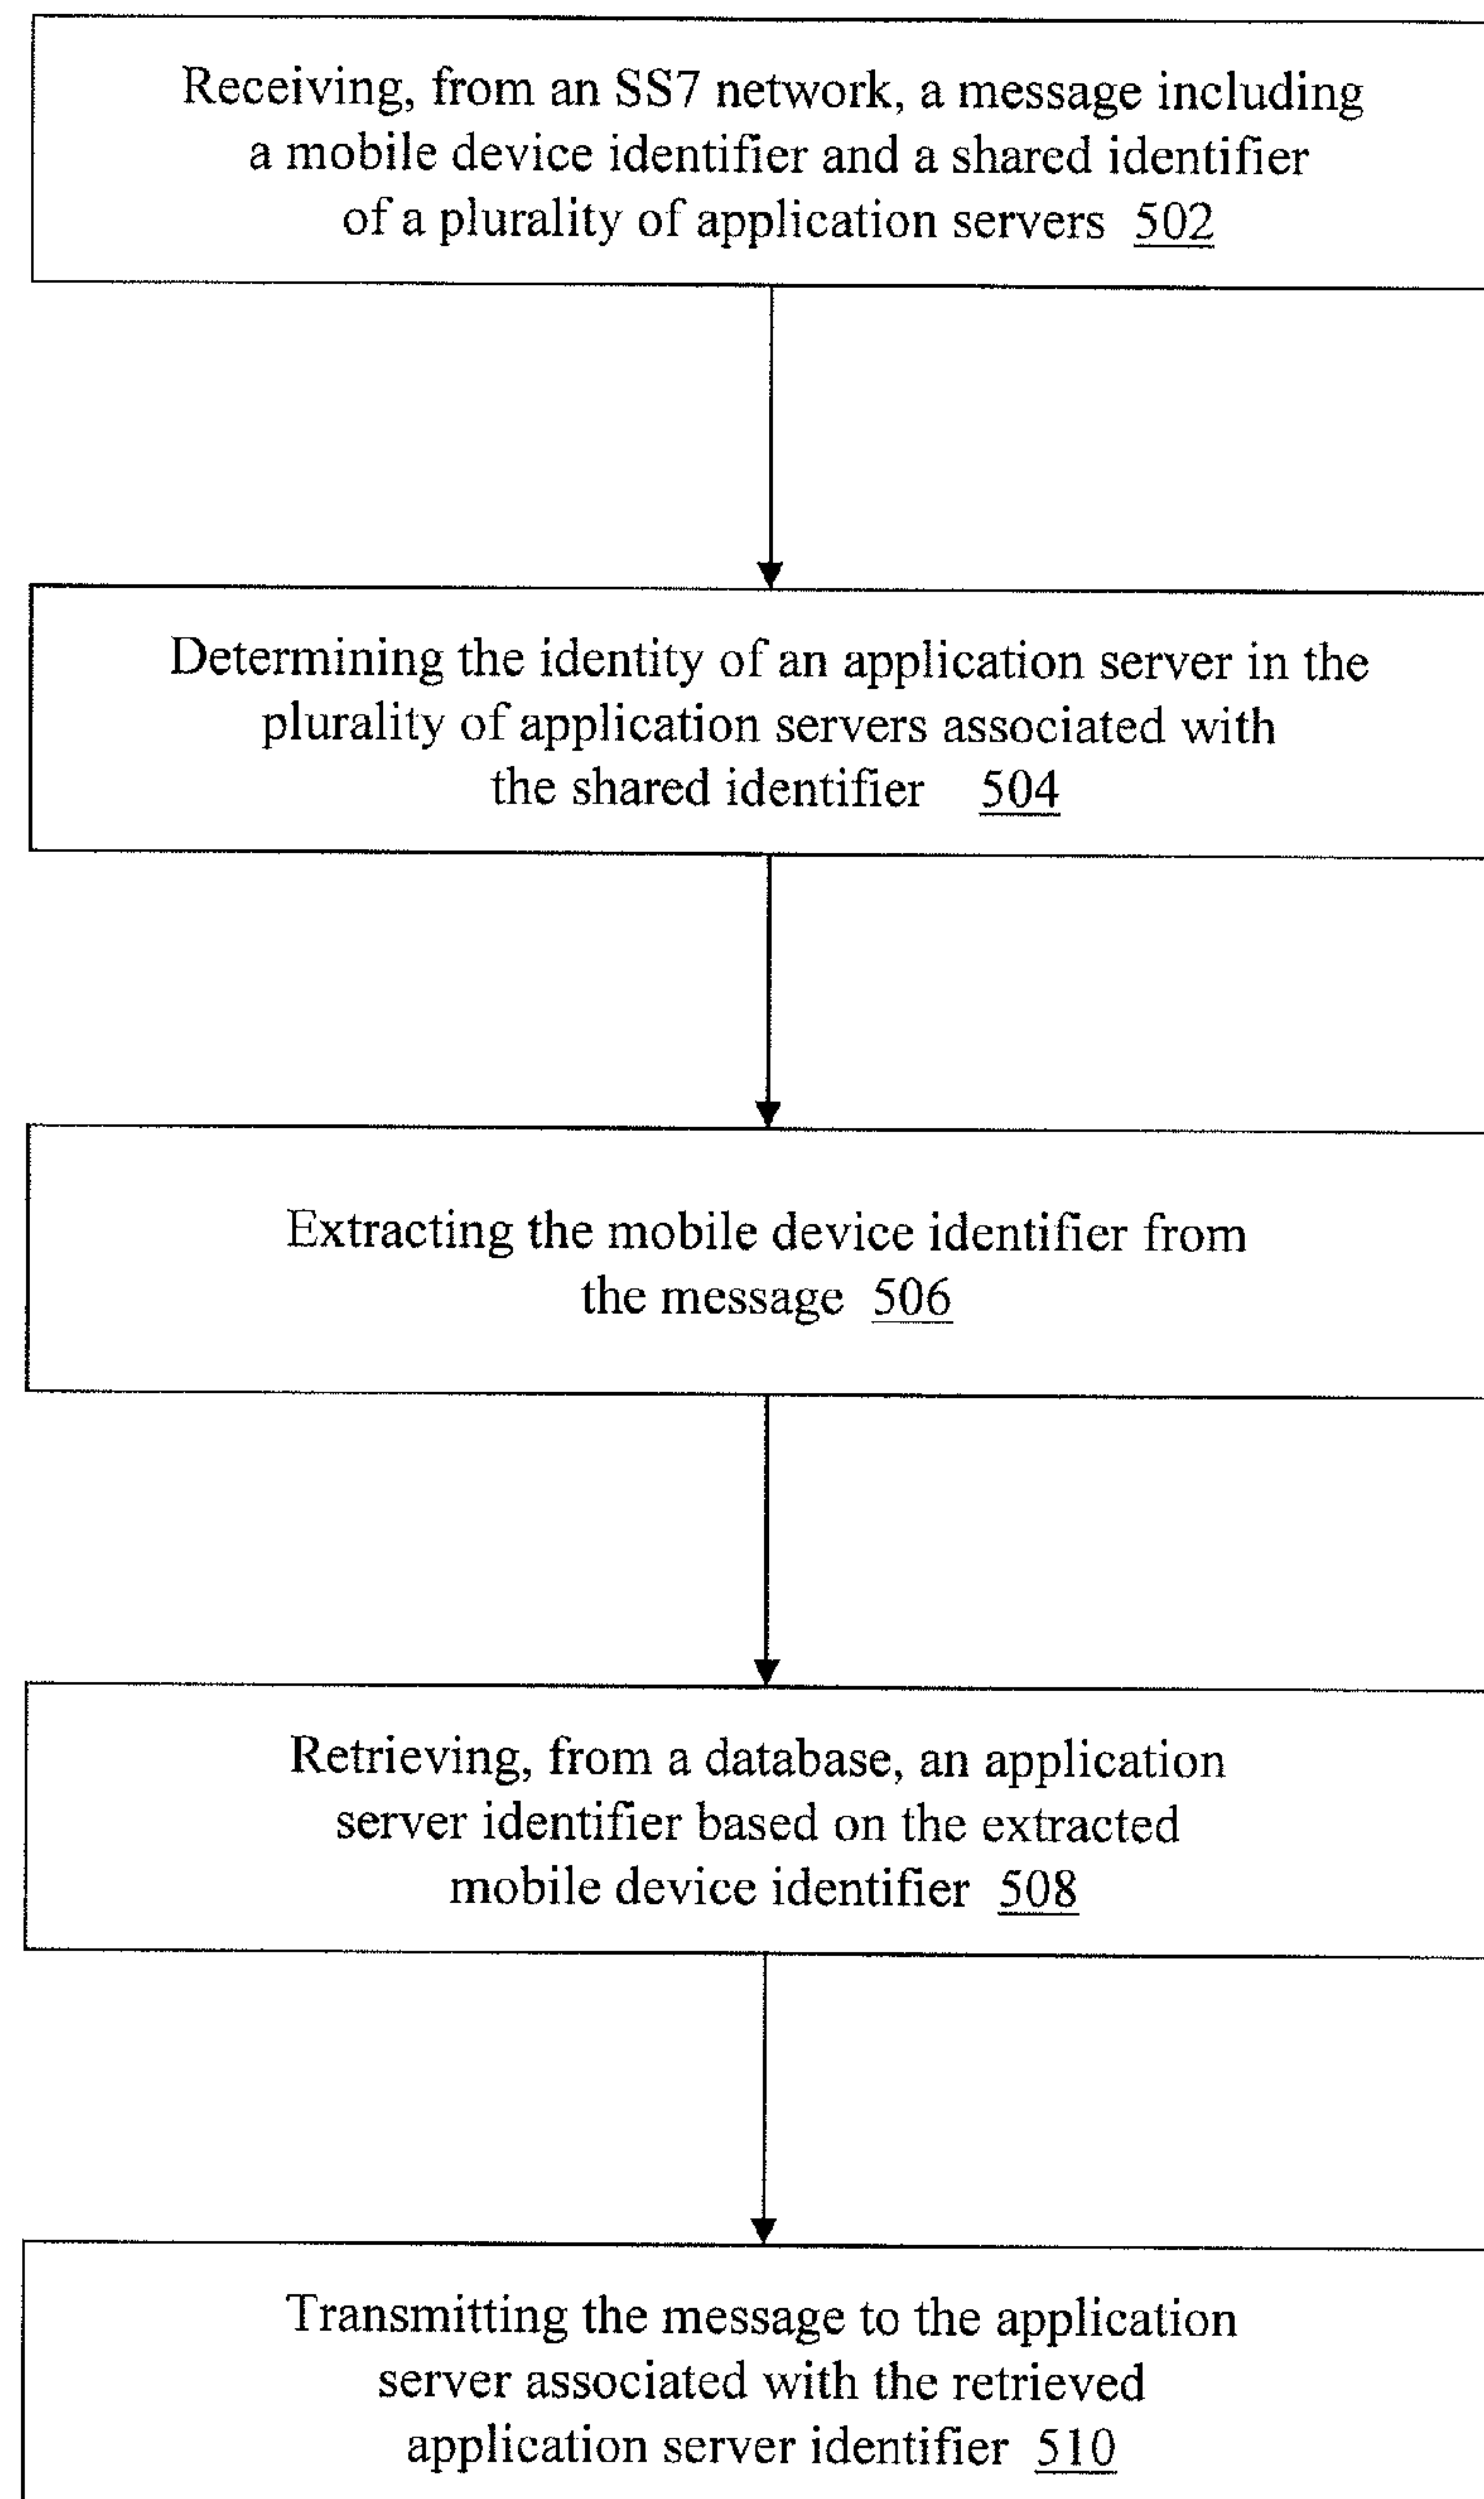 Receiving, from an SS7 network, a message including
a mobile device identifier and a shared identifier
of a plurality of application servers 502
Determining the identity of an application server in the
plurality of application servers associated with
the shared identifier 504
Extracting the mobile device identifier from
the message 506
Retrieving, from a database, an application
server identifier based on the extracted
mobile device identifier 508
Transmitting the message to the application
server associated with the retrieved
application server identifier 510